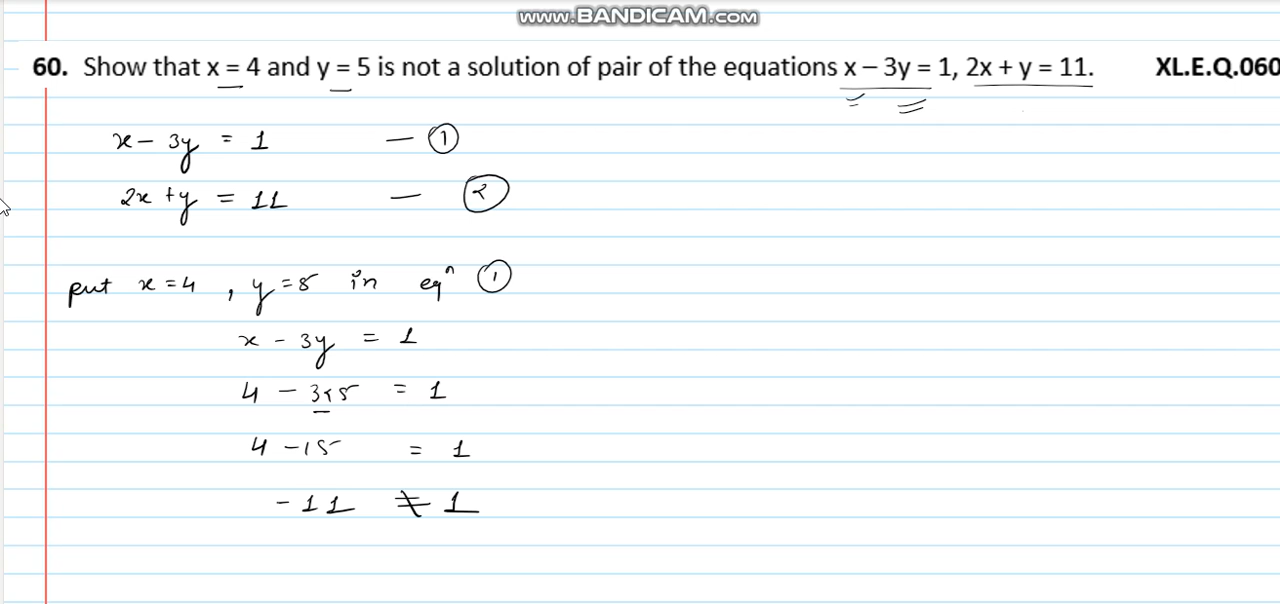 www.BANDICAM.com
60. Show that x = 4 and y = 5 is not a solution of pair of the equations x – 3y = 1, 2x + y = 11. XL.E.Q.060
x - 3y = 1 — ①
2x + y = 11 — ②
put x = 4 , y = 5 in eqⁿ ①
x - 3y = 1
4 - 3×5 = 1
4 - 15 = 1
- 11 ≠ 1